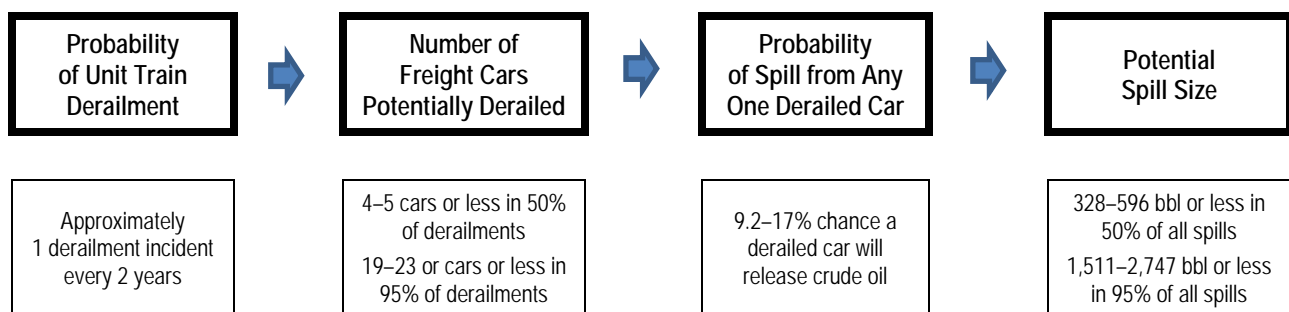 Probability
of Unit Train
Derailment
Number of
Freight Cars
Potentially Derailed
Probability
of Spill from Any
One Derailed Car
Potential
Spill Size
Approximately
1 derailment incident
every 2 years
4–5 cars or less in 50%
of derailments
19–23 or cars or less in
95% of derailments
9.2–17% chance a
derailed car will
release crude oil
328–596 bbl or less in
50% of all spills
1,511–2,747 bbl or less
in 95% of all spills